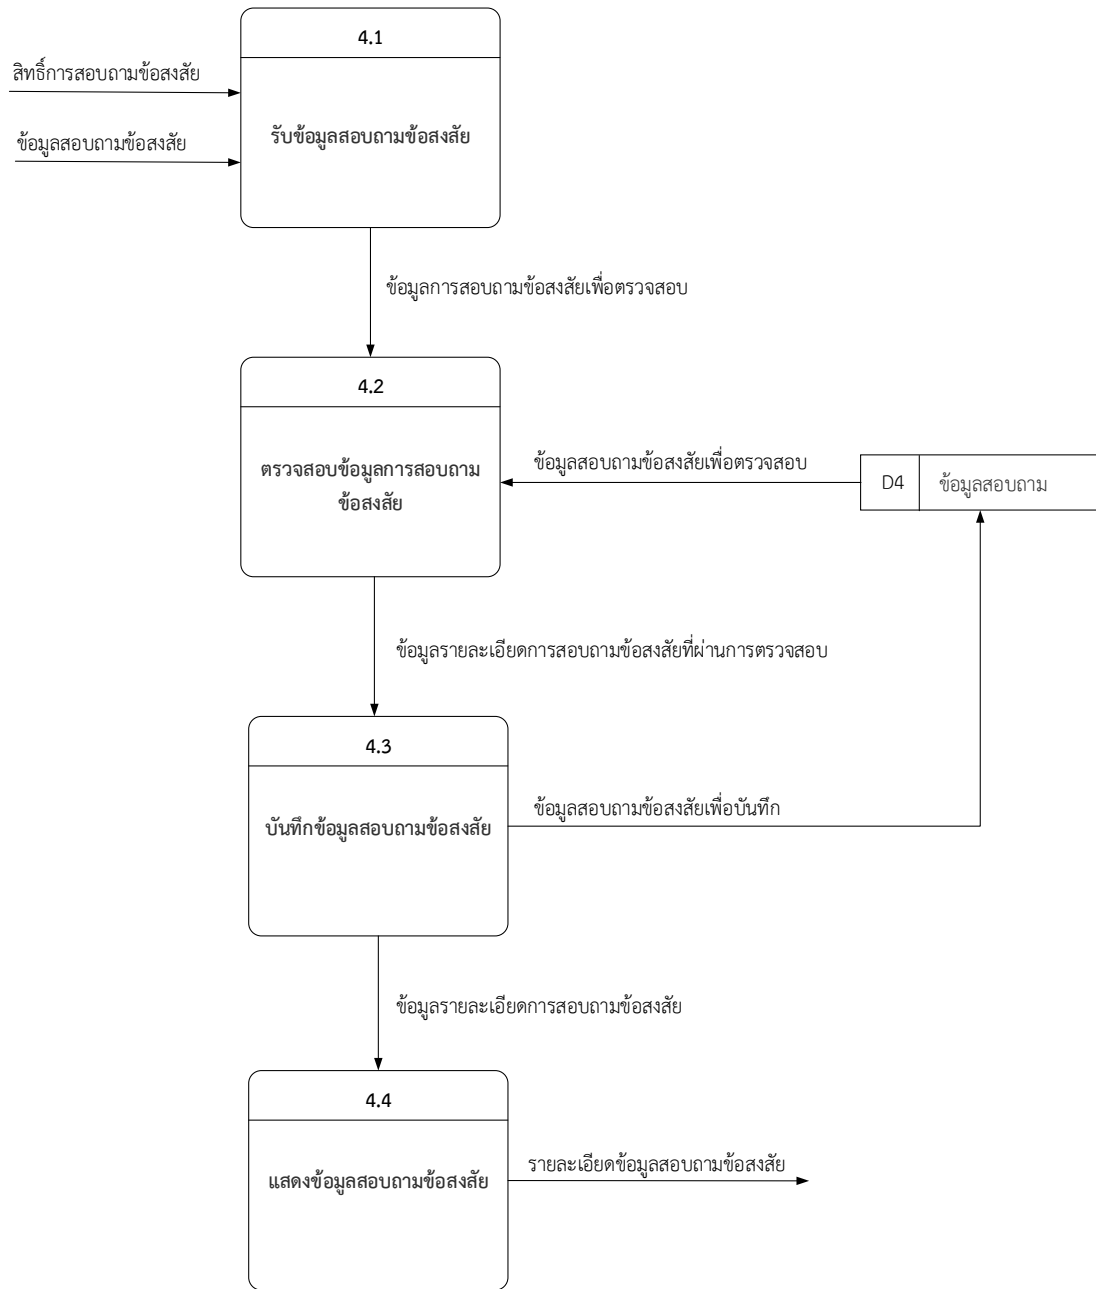 4.1
สิทธิ์การสอบถามข้อสงสัย
รับข้อมูลสอบถามข้อสงสัย
ข้อมูลสอบถามข้อสงสัย
ข้อมูลการสอบถามข้อสงสัยเพื่อตรวจสอบ
4.2
ตรวจสอบข้อมูลการสอบถาม
ข้อสงสัย
ข้อมูลสอบถามข้อสงสัยเพื่อตรวจสอบ
D4
ข้อมูลสอบถาม
ข้อมูลรายละเอียดการสอบถามข้อสงสัยที่ผ่านการตรวจสอบ
4.3
บันทึกข้อมูลสอบถามข้อสงสัย
ข้อมูลสอบถามข้อสงสัยเพื่อบันทึก
ข้อมูลรายละเอียดการสอบถามข้อสงสัย
4.4
แสดงข้อมูลสอบถามข้อสงสัย
รายละเอียดข้อมูลสอบถามข้อสงสัย